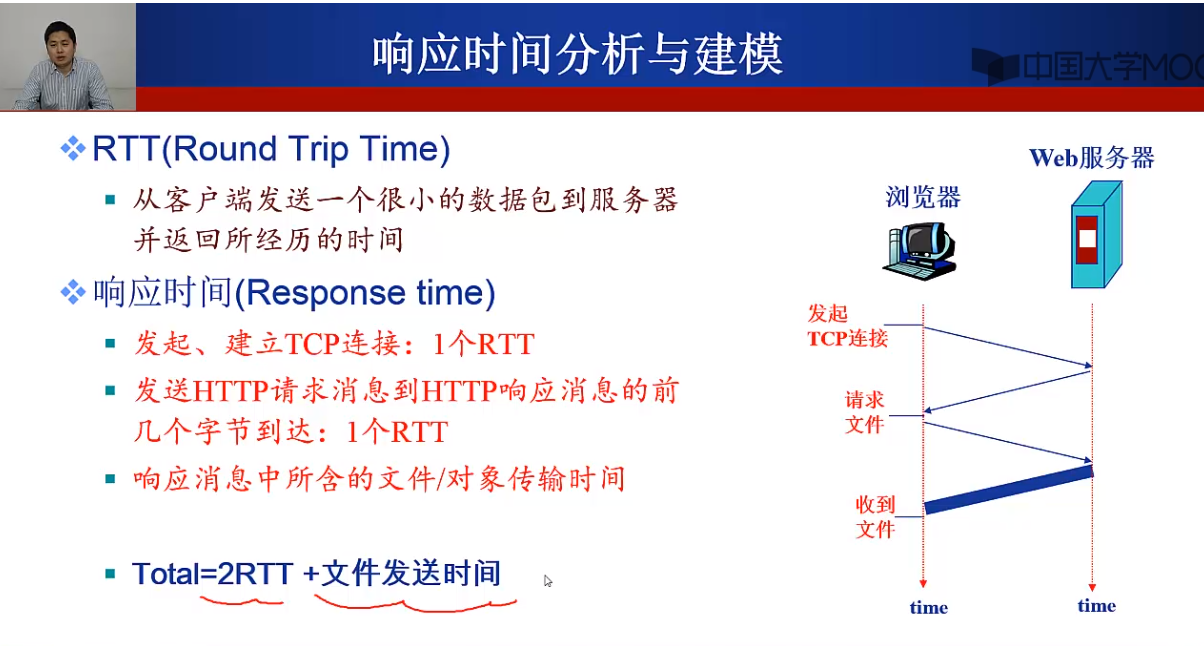 响应时间分析与建模
中国大学MOO
RTT(Round Trip Time)
从客户端发送一个很小的数据包到服务器
并返回所经历的时间
响应时间(Response time)
发起、建立TCP连接：1个RTT
发送HTTP请求消息到HTTP响应消息的前
几个字节到达：1个RTT
响应消息中所含的文件/对象传输时间
Total=2RTT +文件发送时间
Web服务器
浏览器
发起
TCP连接
请求
文件
收到
文件
time
time